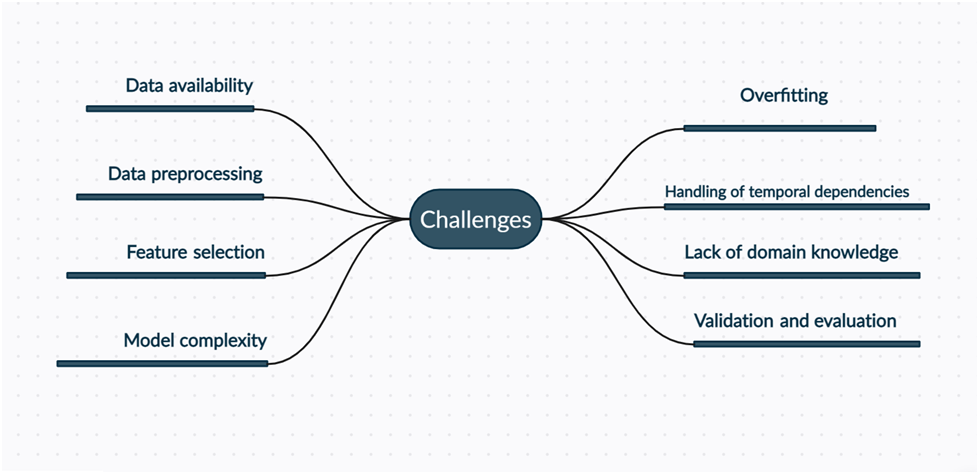 Data availability
Data preprocessing
Feature selection
Model complexity
Challenges
Overfitting
Handling of temporal dependencies
Lack of domain knowledge
Validation and evaluation